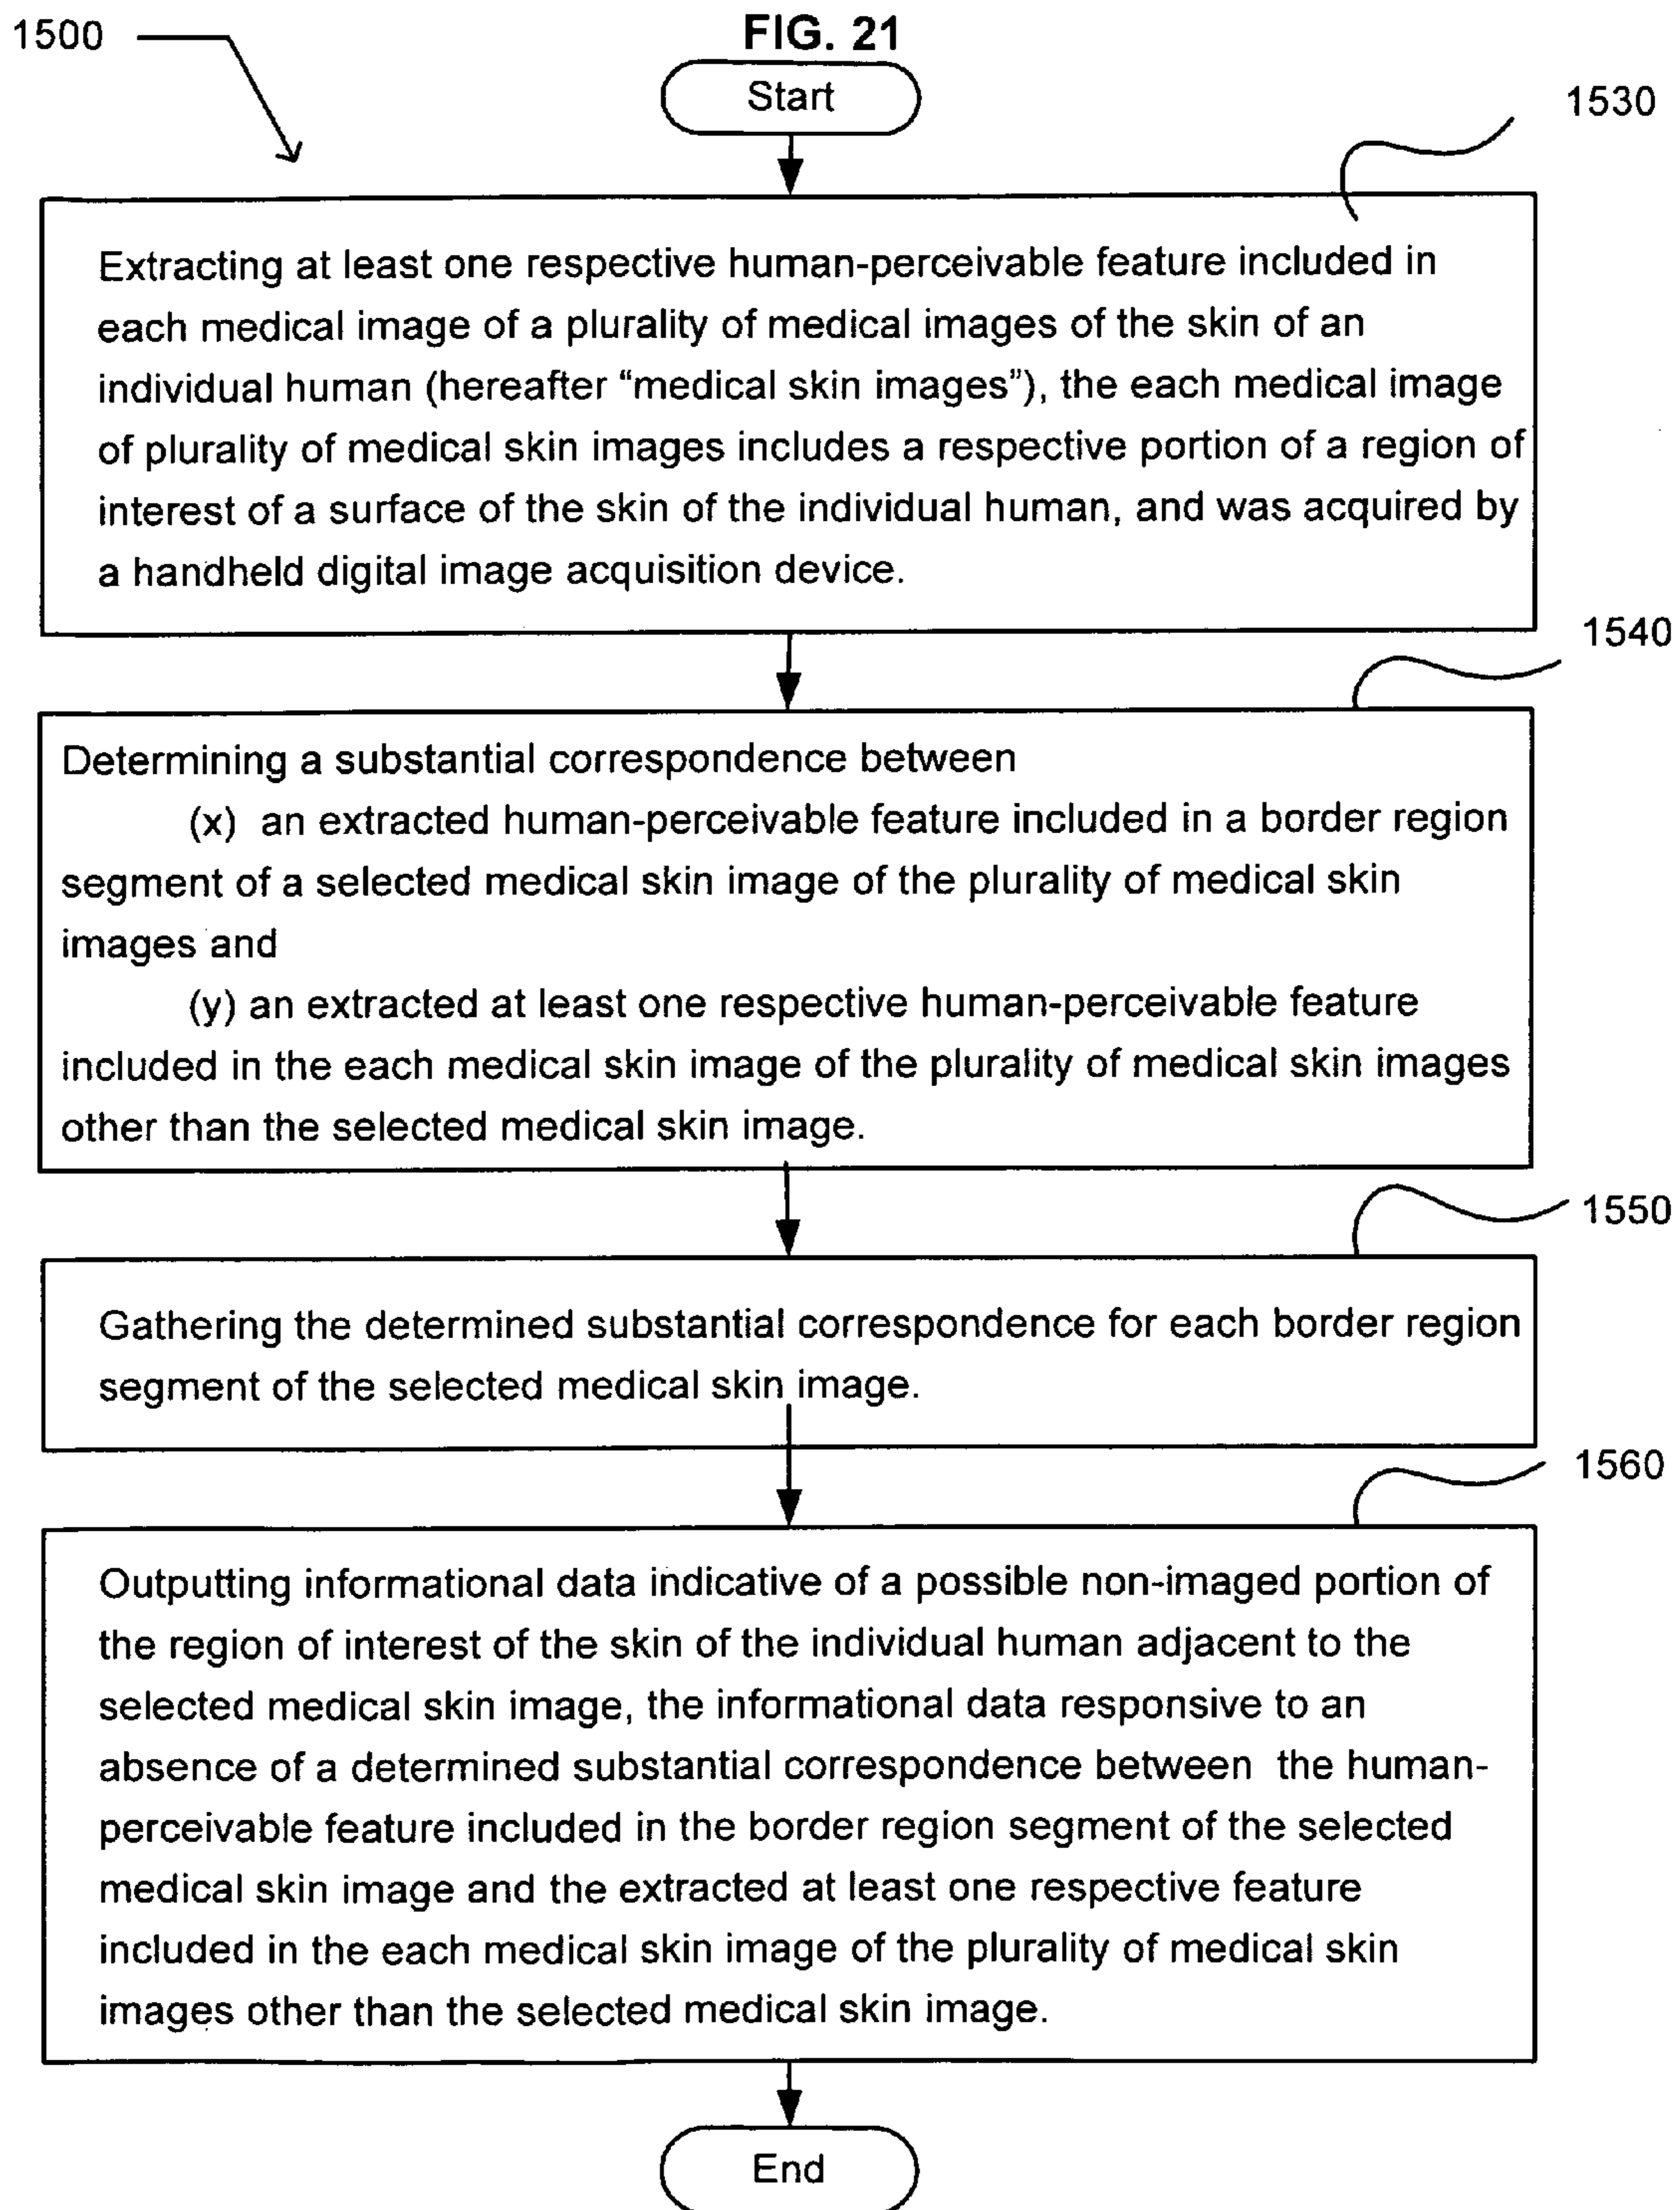 1500
FIG. 21
Start
1530
Extracting at least one respective human-perceivable feature included in
each medical image of a plurality of medical images of the skin of an
individual human (hereafter “medical skin images”), the each medical image
of plurality of medical skin images includes a respective portion of a region of
interest of a surface of the skin of the individual human, and was acquired by
a handheld digital image acquisition device.
1540
Determining a substantial correspondence between
(x) an extracted human-perceivable feature included in a border region
segment of a selected medical skin image of the plurality of medical skin
images and
(y) an extracted at least one respective human-perceivable feature
included in the each medical skin image of the plurality of medical skin images
other than the selected medical skin image.
1550
Gathering the determined substantial correspondence for each border region
segment of the selected medical skin image.
1560
Outputting informational data indicative of a possible non-imaged portion of
the region of interest of the skin of the individual human adjacent to the
selected medical skin image, the informational data responsive to an
absence of a determined substantial correspondence between the human-
perceivable feature included in the border region segment of the selected
medical skin image and the extracted at least one respective feature
included in the each medical skin image of the plurality of medical skin
images other than the selected medical skin image.
End